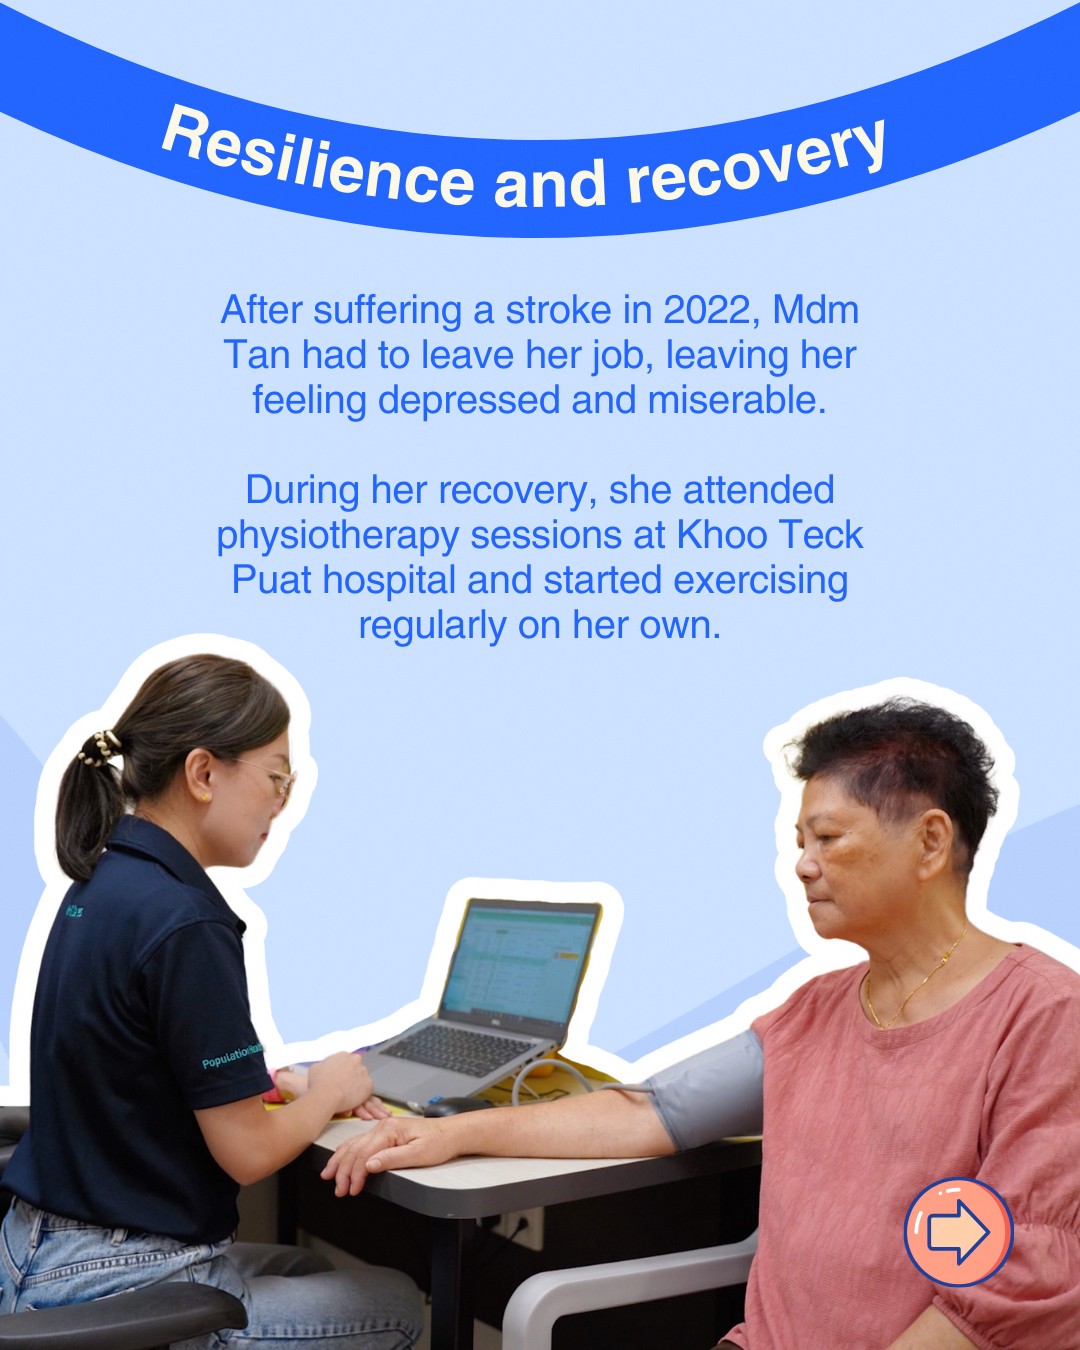 Resilience and recovery
After suffering a stroke in 2022, Mdm
Tan had to leave her job, leaving her
feeling depressed and miserable.
During her recovery, she attended
physiotherapy sessions at Khoo Teck
Puat hospital and started exercising
regularly on her own.
Population